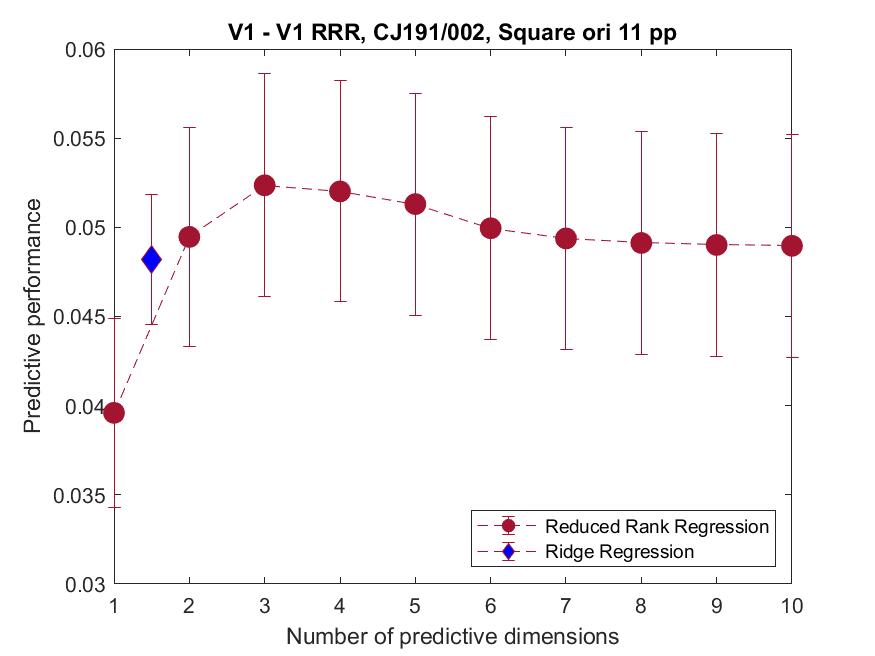 V1 - V1 RRR, CJ191/002, Square ori 11 pp
0.06
0.055
0.05
0.045
0.04
0.035
0.03
Predictive performance
1 2 3 4 5 6 7 8 9 10
Number of predictive dimensions
Reduced Rank Regression
Ridge Regression